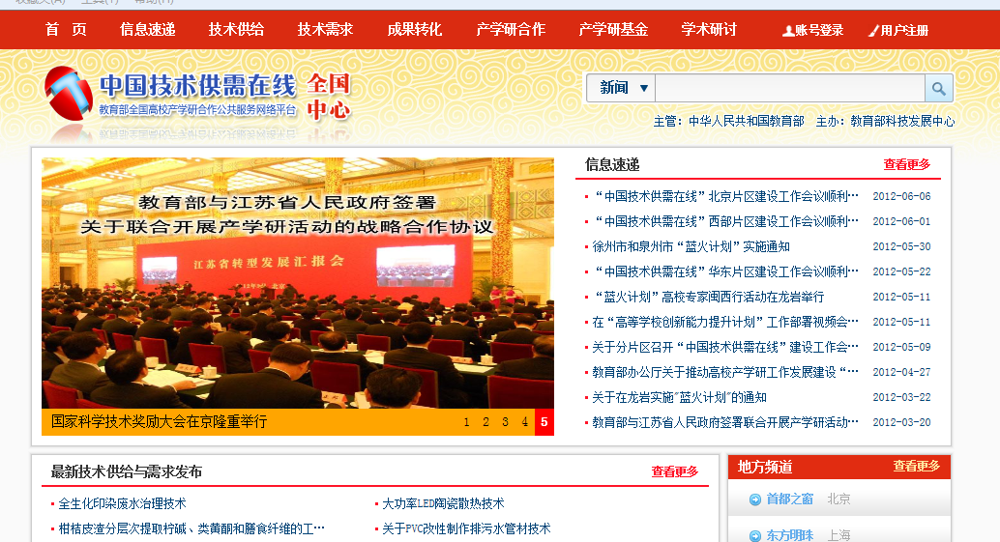 收藏夹(A) 工具(T) 帮助(H)
首 页 信息速递 技术供给 技术需求 成果转化 产学研合作 产学研基金 学术研讨 账号登录 用户注册
中国技术供需在线 全国中心
教育部全国高校产学研合作公共服务网络平台
新闻 ▼
主管：中华人民共和国教育部 主办：教育部科技发展中心
教育部与江苏省人民政府签署
关于联合开展产学研活动的战略合作协议
江苏省转型发展汇报会
国家科学技术奖励大会在京隆重举行 1 2 3 4 5
信息速递 查看更多
“中国技术供需在线”北京片区建设工作会议顺利… 2012-06-06
“中国技术供需在线”西部片区建设工作会议顺利… 2012-06-01
徐州市和泉州市“蓝火计划”实施通知 2012-05-30
“中国技术供需在线”华东片区建设工作会议顺利… 2012-05-22
“蓝火计划”高校专家闽西行活动在龙岩举行 2012-05-11
在“高等学校创新能力提升计划”工作部署视频会… 2012-05-11
关于分片区召开“中国技术供需在线”建设工作会… 2012-05-09
教育部办公厅关于推动高校产学研工作发展建设“… 2012-04-27
关于在龙岩实施"蓝火计划"的通知 2012-03-22
教育部与江苏省人民政府签署联合开展产学研活动… 2012-03-20
最新技术供给与需求发布 查看更多
全生化印染废水治理技术 大功率LED陶瓷散热技术
柑桔皮渣分层次提取柠碱、类黄酮和膳食纤维的工… 关于PVC改性制作排污水管材技术
地方频道 查看更多
首都之窗 北京
东方明珠 上海